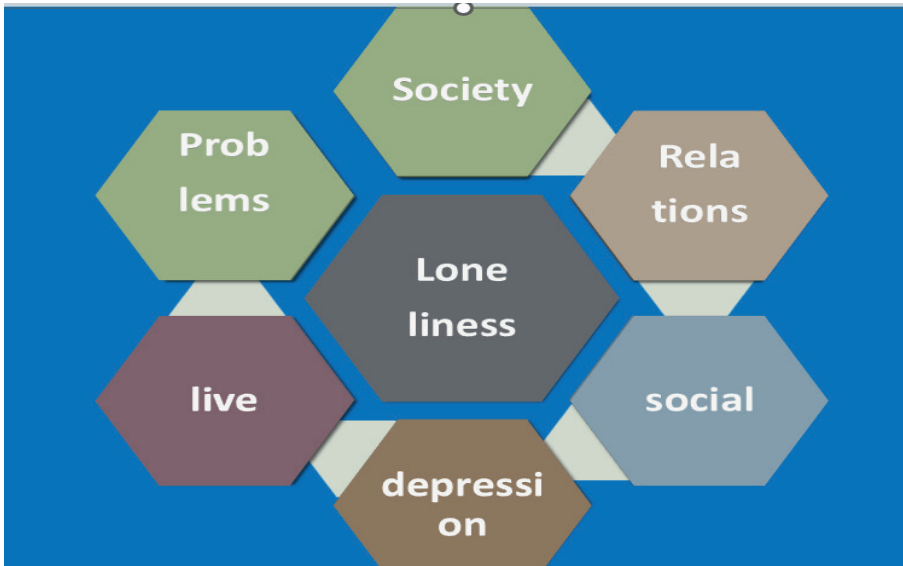 Society
Prob
lems
Rela
tions
Lone
liness
live
social
depressi
on